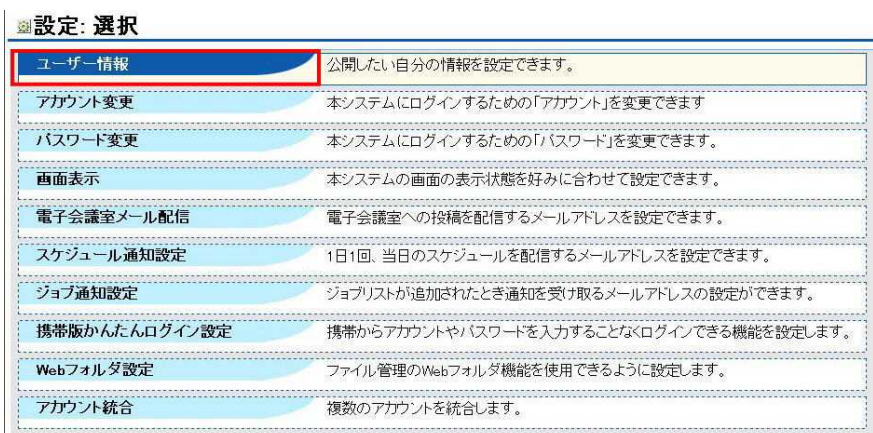 設定: 選択
ユーザー情報 公開したい自分の情報を設定できます。
アカウント変更 本システムにログインするための「アカウント」を変更できます
パスワード変更 本システムにログインするための「パスワード」を変更できます。
画面表示 本システムの画面の表示状態を好みに合わせて設定できます。
電子会議室メール配信 電子会議室への投稿を配信するメールアドレスを設定できます。
スケジュール通知設定 1日1回、当日のスケジュールを配信するメールアドレスを設定できます。
ジョブ通知設定 ジョブリストが追加されたとき通知を受け取るメールアドレスの設定ができます。
携帯版かんたんログイン設定 携帯からアカウントやパスワードを入力することなくログインできる機能を設定します。
Webフォルダ設定 ファイル管理のWebフォルダ機能を使用できるように設定します。
アカウント統合 複数のアカウントを統合します。